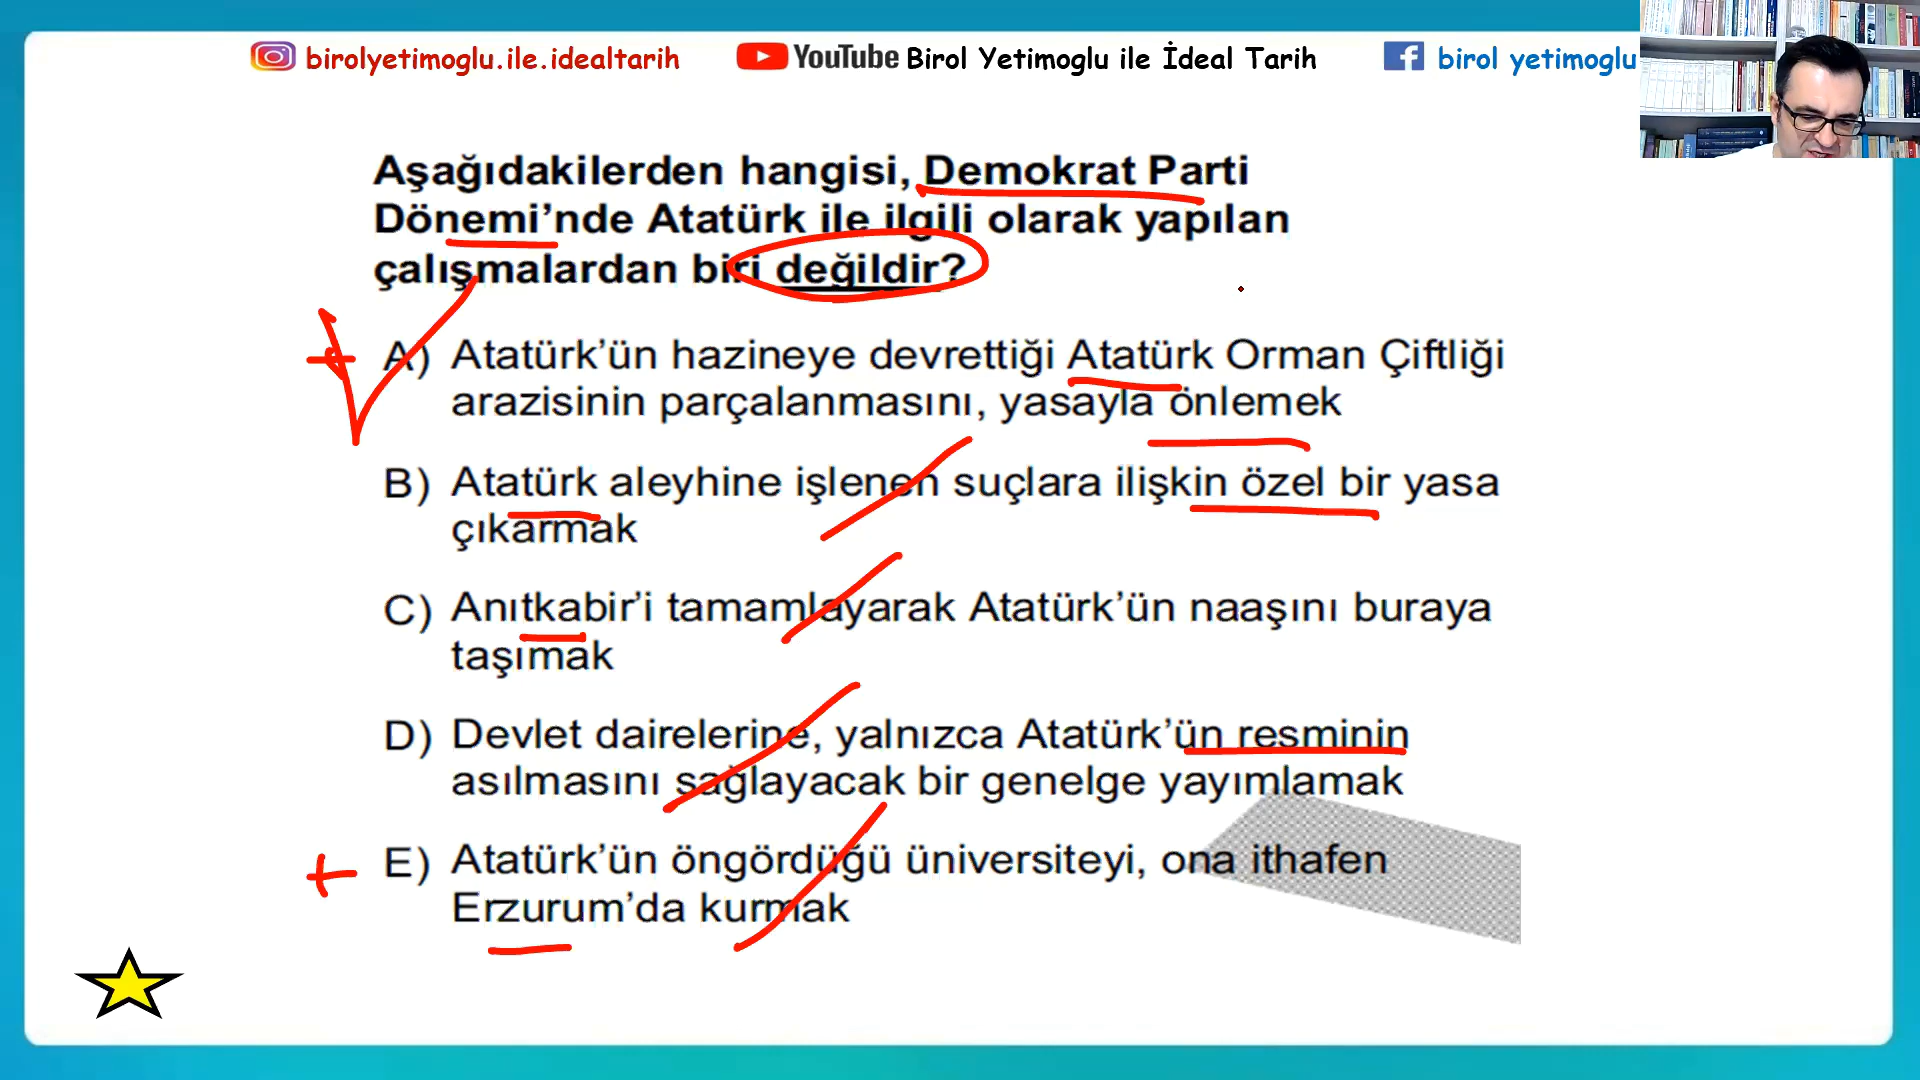 birolyetimoglu.ile.idealtarih
YouTube Birol Yetimoglu ile İdeal Tarih
birol yetimoglu
Aşağıdakilerden hangisi, Demokrat Parti
Dönemi’nde Atatürk ile ilgili olarak yapılan
çalışmalardan biri değildir?
A) Atatürk’ün hazineye devrettiği Atatürk Orman Çiftliği
arazisinin parçalanmasını, yasayla önlemek
B) Atatürk aleyhine işlenen suçlara ilişkin özel bir yasa
çıkarmak
C) Anıtkabir’i tamamlayarak Atatürk’ün naaşını buraya
taşımak
D) Devlet dairelerine, yalnızca Atatürk’ün resminin
asılmasını sağlayacak bir genelge yayımlamak
E) Atatürk’ün öngördüğü üniversiteyi, ona ithafen
Erzurum’da kurmak